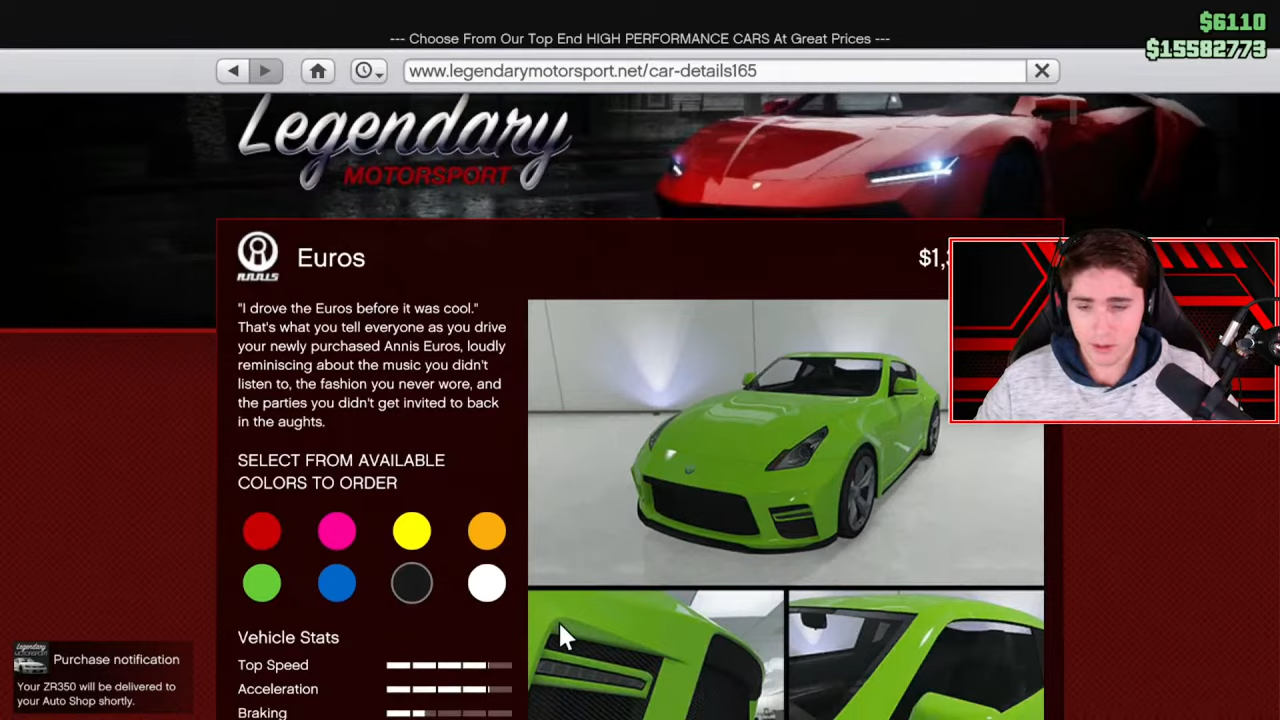 $6110
--- Choose From Our Top End HIGH PERFORMANCE CARS At Great Prices ---
$15582773
www.legendarymotorsport.net/car-details165
Legendary
MOTORSPORT
ANNIS
Euros
$1,3
"I drove the Euros before it was cool."
That's what you tell everyone as you drive
your newly purchased Annis Euros, loudly
reminiscing about the music you didn't
listen to, the fashion you never wore, and
the parties you didn't get invited to back
in the aughts.
SELECT FROM AVAILABLE
COLORS TO ORDER
Vehicle Stats
Top Speed
Acceleration
Braking
Purchase notification
Your ZR350 will be delivered to
your Auto Shop shortly.